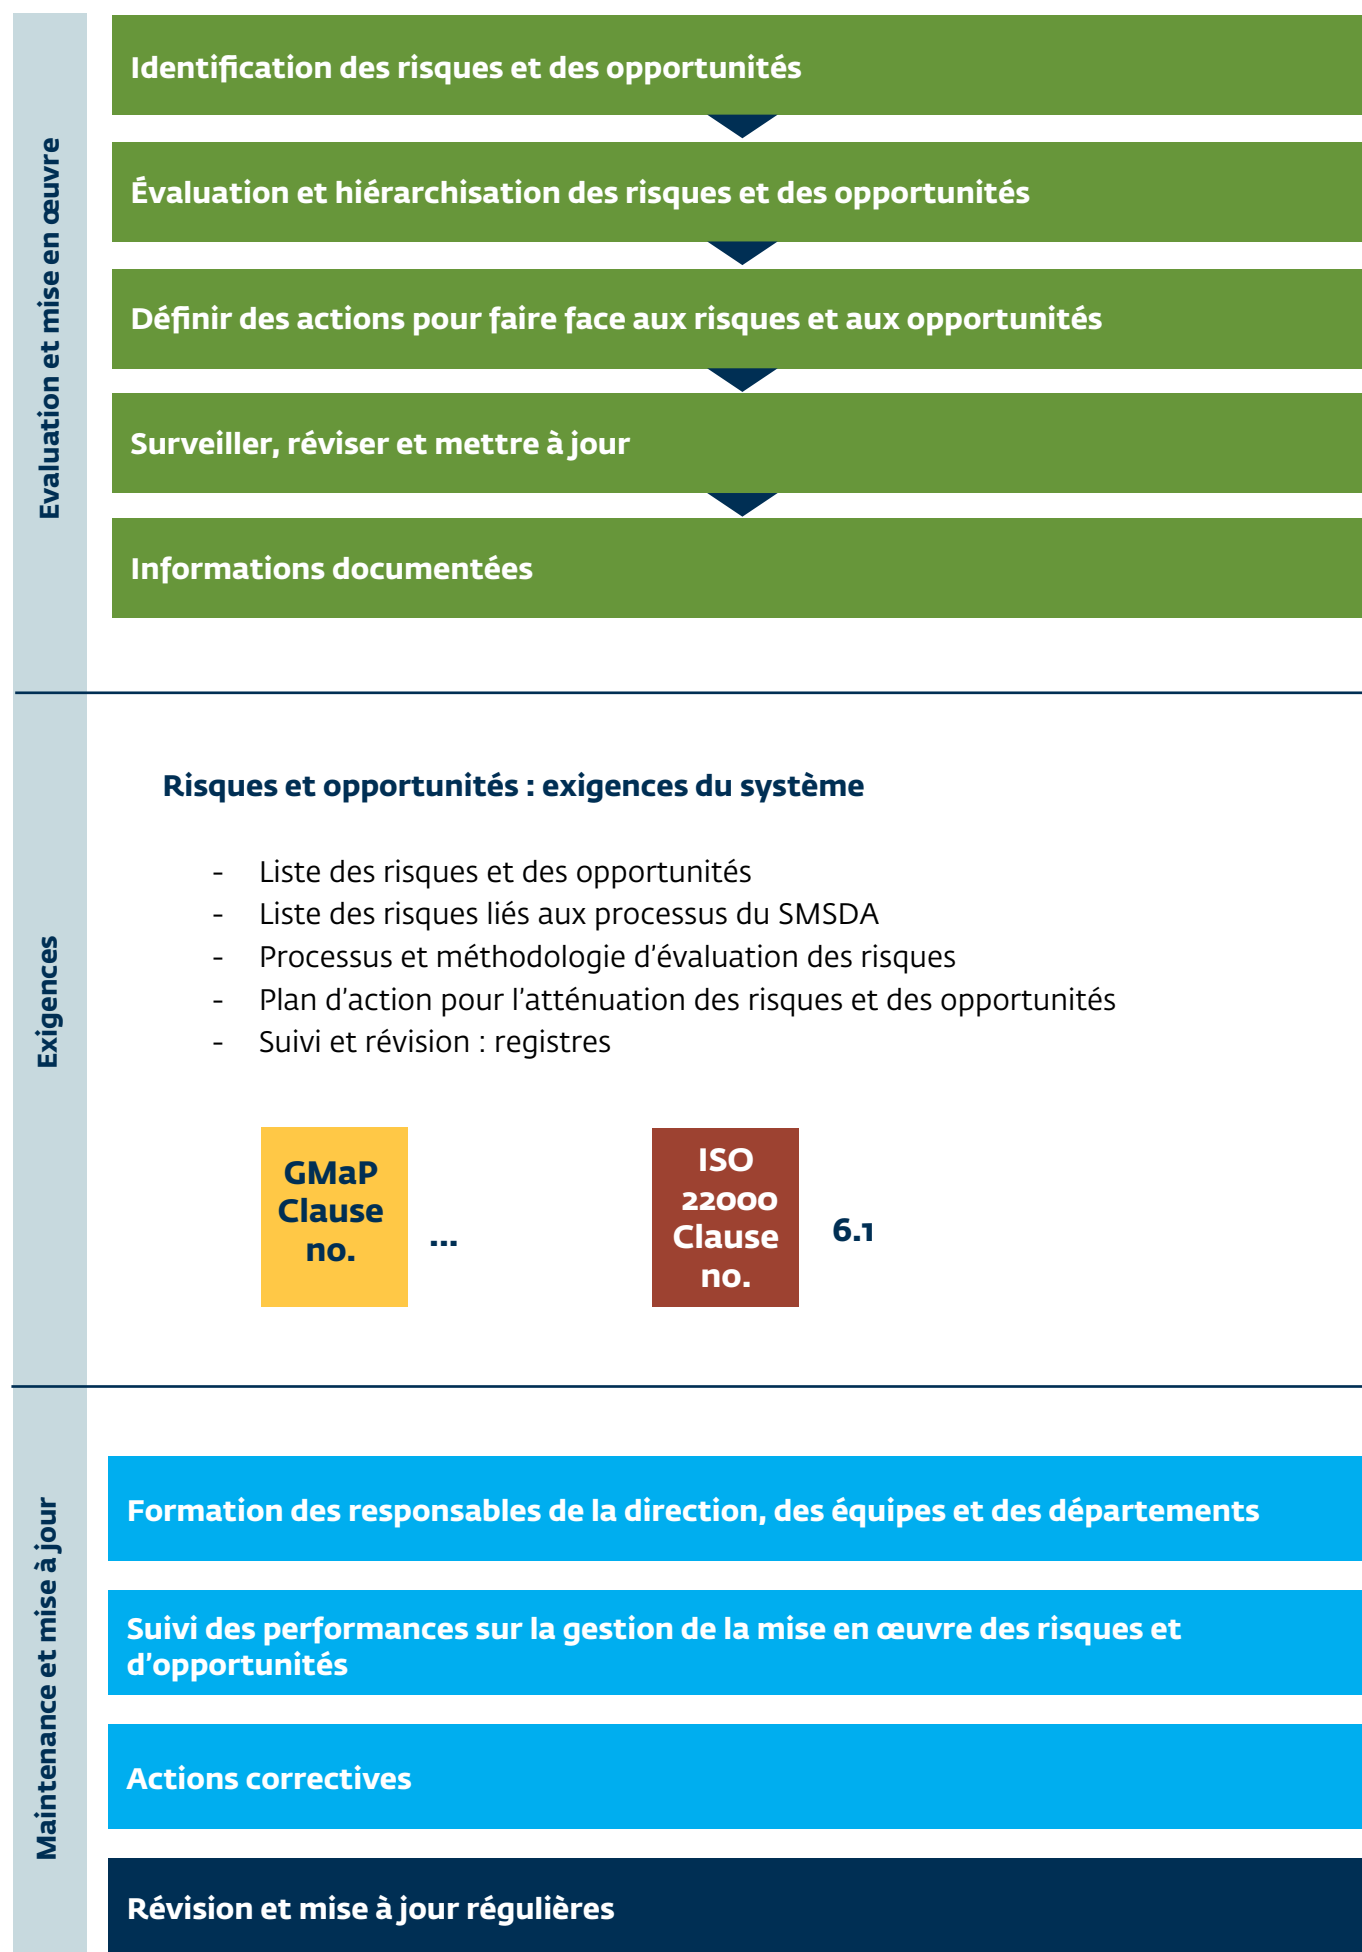 Evaluation et mise en œuvre
Identification des risques et des opportunités
Évaluation et hiérarchisation des risques et des opportunités
Définir des actions pour faire face aux risques et aux opportunités
Surveiller, réviser et mettre à jour
Informations documentées
Exigences
Risques et opportunités : exigences du système
- Liste des risques et des opportunités
- Liste des risques liés aux processus du SMSDA
- Processus et méthodologie d'évaluation des risques
- Plan d'action pour l'atténuation des risques et des opportunités
- Suivi et révision : registres
GMaP
Clause
no.
...
ISO
22000
Clause
no.
6.1
Maintenance et mise à jour
Formation des responsables de la direction, des équipes et des départements
Suivi des performances sur la gestion de la mise en œuvre des risques et
d'opportunités
Actions correctives
Révision et mise à jour régulières